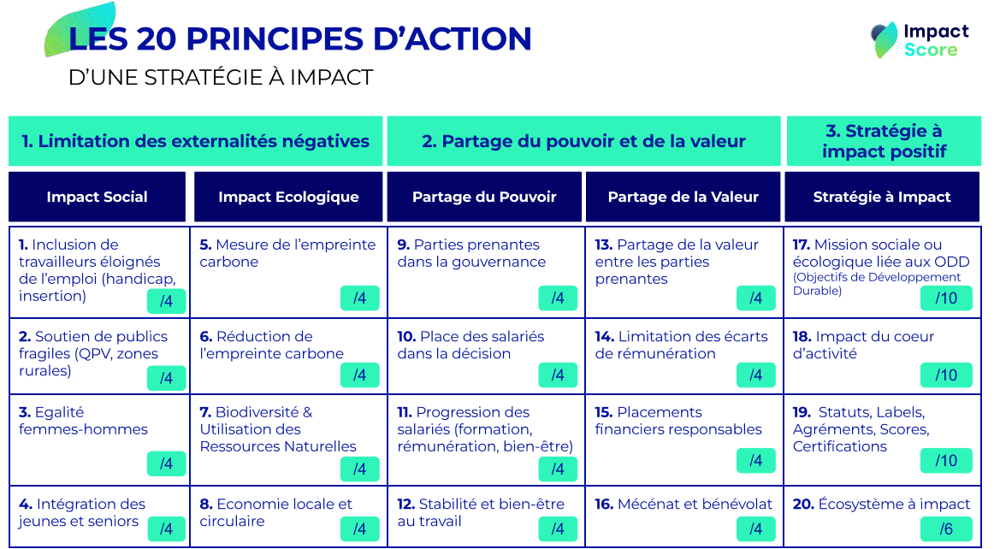 LES 20 PRINCIPES D’ACTION
D’UNE STRATÉGIE À IMPACT
Impact
Score
1. Limitation des externalités négatives
2. Partage du pouvoir et de la valeur
3. Stratégie à
impact positif
Impact Social
Impact Ecologique
Partage du Pouvoir
Partage de la Valeur
Stratégie à Impact
1. Inclusion de
travailleurs éloignés
de l’emploi (handicap,
insertion)
/4
5. Mesure de l’empreinte
carbone
/4
9. Parties prenantes
dans la gouvernance
/4
13. Partage de la valeur
entre les parties
prenantes
/4
17. Mission sociale ou
écologique liée aux ODD
(Objectifs de Développement
Durable)
/10
2. Soutien de publics
fragiles (QPV, zones
rurales)
/4
6. Réduction de
l’empreinte carbone
/4
10. Place des salariés
dans la décision
/4
14. Limitation des écarts
de rémunération
/4
18. Impact du coeur
d’activité
/10
3. Egalité
femmes-hommes
/4
7. Biodiversité &
Utilisation des
Ressources Naturelles
/4
11. Progression des
salariés (formation,
rémunération, bien-être)
/4
15. Placements
financiers responsables
/4
19. Statuts, Labels,
Agréments, Scores,
Certifications
/10
4. Intégration des
jeunes et seniors
/4
8. Economie locale et
circulaire
/4
12. Stabilité et bien-être
au travail
/4
16. Mécénat et bénévolat
/4
20. Écosystème à impact
/6